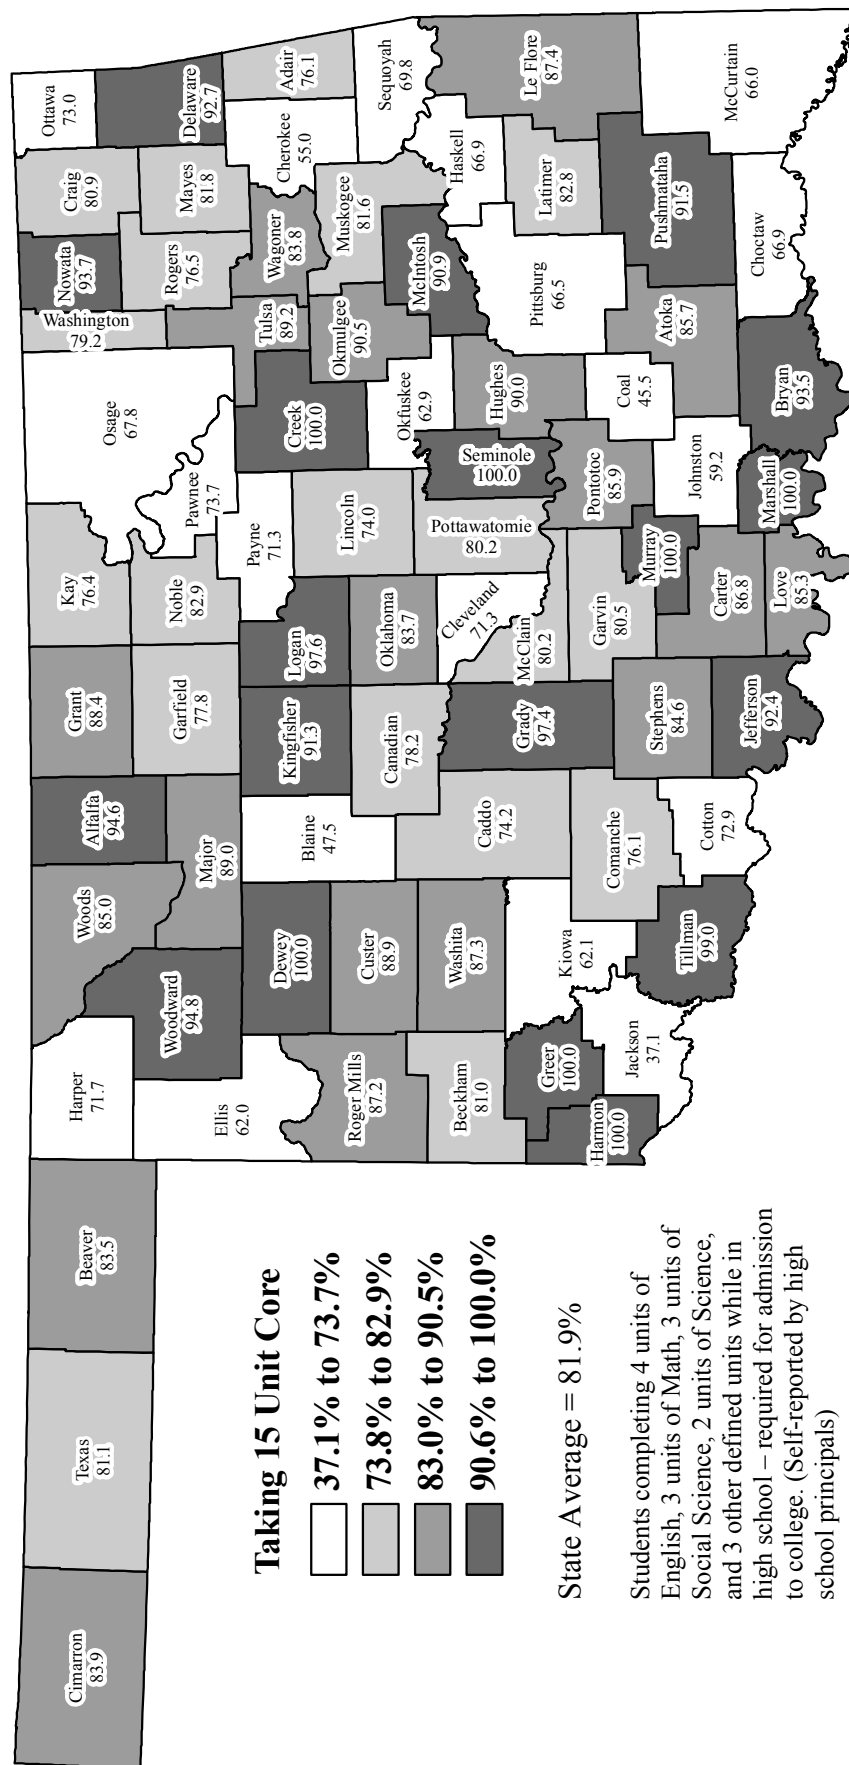 Cimarron
83.9
Texas
81.1
Beaver
83.5
Harper
71.7
Woods
85.0
Alfalfa
94.6
Grant
88.4
Kay
76.4
Osage
67.8
Washington
79.2
Nowata
93.7
Craig
80.9
Ottawa
73.0
Ellis
62.0
Woodward
94.8
Major
89.0
Garfield
77.8
Noble
82.9
Pawnee
73.7
Rogers
76.5
Mayes
81.8
Delaware
92.7
Roger Mills
87.2
Dewey
100.0
Blaine
47.5
Kingfisher
91.3
Logan
97.6
Payne
71.3
Creek
100.0
Tulsa
89.2
Wagoner
83.8
Cherokee
55.0
Adair
76.1
Custer
88.9
Canadian
78.2
Oklahoma
83.7
Lincoln
74.0
Okfuskee
62.9
Okmulgee
90.5
Muskogee
81.6
Sequoyah
69.8
Beckham
81.0
Washita
87.3
Caddo
74.2
Grady
97.4
Cleveland
71.3
McClain
80.2
Pottawatomie
80.2
Seminole
100.0
Hughes
90.0
McIntosh
90.9
Haskell
66.9
Le Flore
87.4
Harmon
100.0
Greer
100.0
Kiowa
62.1
Comanche
76.1
Garvin
80.5
Pontotoc
85.9
Pittsburg
66.5
Latimer
82.8
Jackson
37.1
Tillman
99.0
Cotton
72.9
Stephens
84.6
Murray
100.0
Johnston
59.2
Coal
45.5
Atoka
85.7
Pushmataha
91.5
McCurtain
66.0
Jefferson
92.4
Carter
86.8
Love
85.3
Marshall
100.0
Bryan
93.5
Choctaw
66.9
Taking 15 Unit Core
37.1% to 73.7%
73.8% to 82.9%
83.0% to 90.5%
90.6% to 100.0%
State Average = 81.9%
Students completing 4 units of
English, 3 units of Math, 3 units of
Social Science, 2 units of Science,
and 3 other defined units while in
high school – required for admission
to college. (Self-reported by high
school principals)